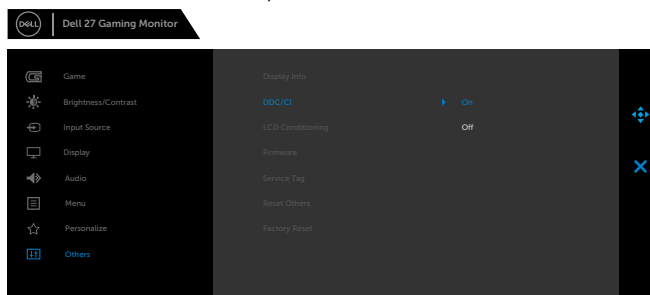 DELL
Dell 27 Gaming Monitor
Game
Display Info
Brightness/Contrast
DDC/CI
On
Input Source
LCD Conditioning
Off
Display
Firmware
Audio
Service Tag
Menu
Reset Others
Personalize
Factory Reset
Others